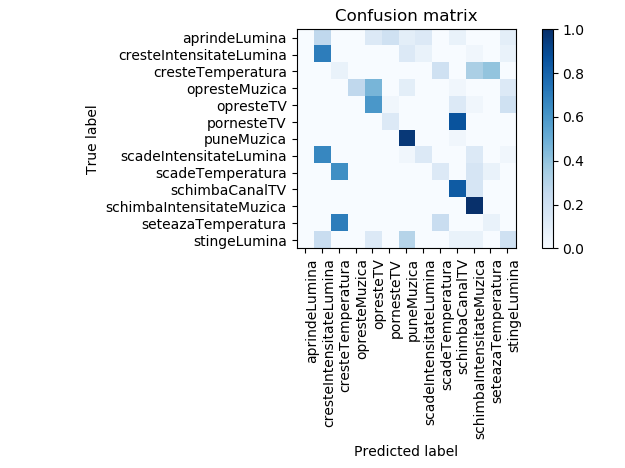 Confusion matrix
True label
aprindeLumina
cresteIntensitateLumina
cresteTemperatura
opresteMuzica
opresteTV
pornesteTV
puneMuzica
scadeIntensitateLumina
scadeTemperatura
schimbaCanalTV
schimbaIntensitateMuzica
seteazaTemperatura
stingeLumina
1.0
0.8
0.6
0.4
0.2
0.0
aprindeLumina
cresteIntensitateLumina
cresteTemperatura
opresteMuzica
opresteTV
pornesteTV
puneMuzica
scadeIntensitateLumina
scadeTemperatura
schimbaCanalTV
schimbaIntensitateMuzica
seteazaTemperatura
stingeLumina
Predicted label